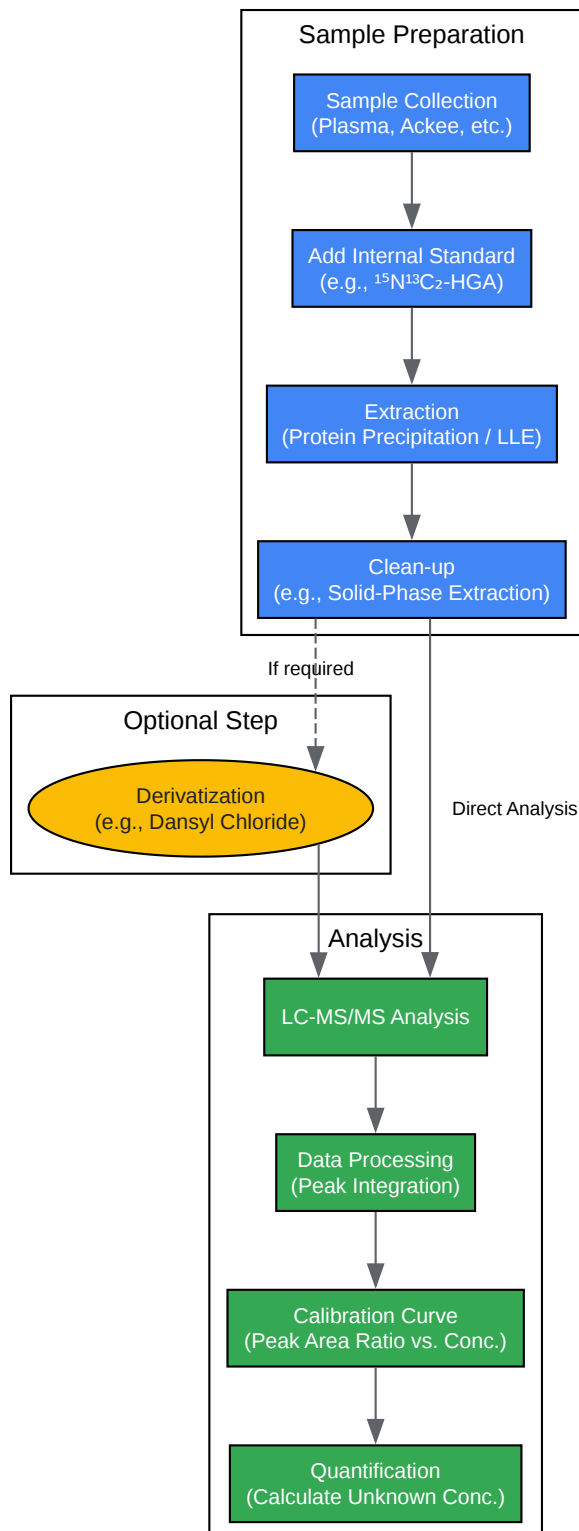 Sample Preparation
Sample Collection
(Plasma, Ackee, etc.)
Add Internal Standard
(e.g., ¹⁵N¹³C₂-HGA)
Extraction
(Protein Precipitation / LLE)
Clean-up
(e.g., Solid-Phase Extraction)
If required
Optional Step
Derivatization
(e.g., Dansyl Chloride)
Direct Analysis
Analysis
LC-MS/MS Analysis
Data Processing
(Peak Integration)
Calibration Curve
(Peak Area Ratio vs. Conc.)
Quantification
(Calculate Unknown Conc.)